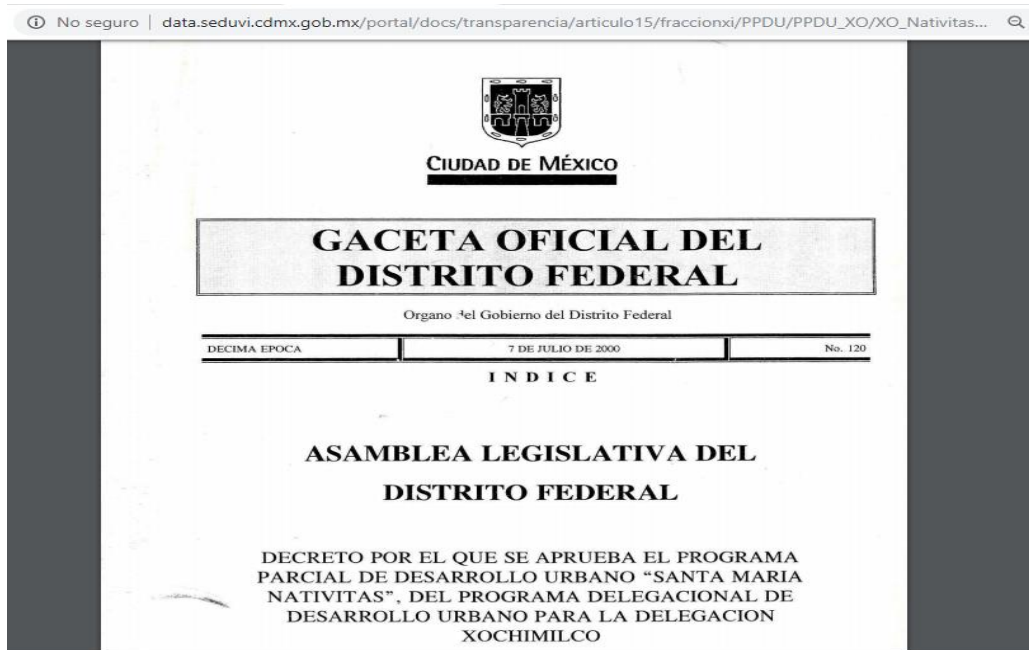 No seguro | data.seduvi.cdmx.gob.mx/portal/docs/transparencia/articulo15/fraccionxi/PPDU/PPDU_XO/XO_Nativitas...
CIUDAD DE MÉXICO
GACETA OFICIAL DEL
DISTRITO FEDERAL
Organo del Gobierno del Distrito Federal
DECIMA EPOCA 7 DE JULIO DE 2000 No. 120
INDICE
ASAMBLEA LEGISLATIVA DEL
DISTRITO FEDERAL
DECRETO POR EL QUE SE APRUEBA EL PROGRAMA
PARCIAL DE DESARROLLO URBANO “SANTA MARIA
NATIVITAS”, DEL PROGRAMA DELEGACIONAL DE
DESARROLLO URBANO PARA LA DELEGACION
XOCHIMILCO